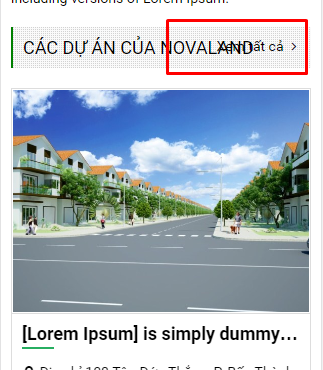 including versions of Lorem Ipsum.
CÁC DỰ ÁN CỦA NOVALAND
Xem tất cả >
[Lorem Ipsum] is simply dummy...